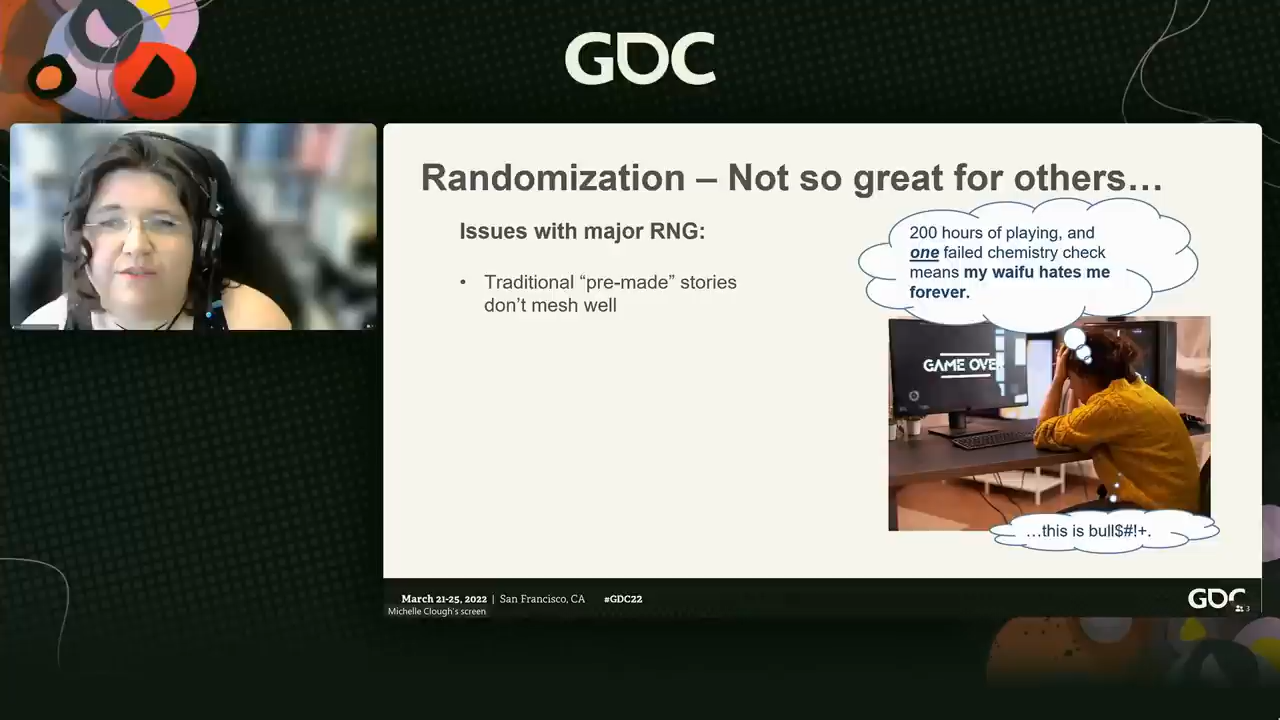 GDC
Randomization – Not so great for others…
Issues with major RNG:
• Traditional “pre-made” stories
don’t mesh well
200 hours of playing, and
one failed chemistry check
means my waifu hates me
forever.
GAME OVER
…this is bull$#!+.
March 21-25, 2022 | San Francisco, CA #GDC22
Michelle Clough's screen
GDC
3